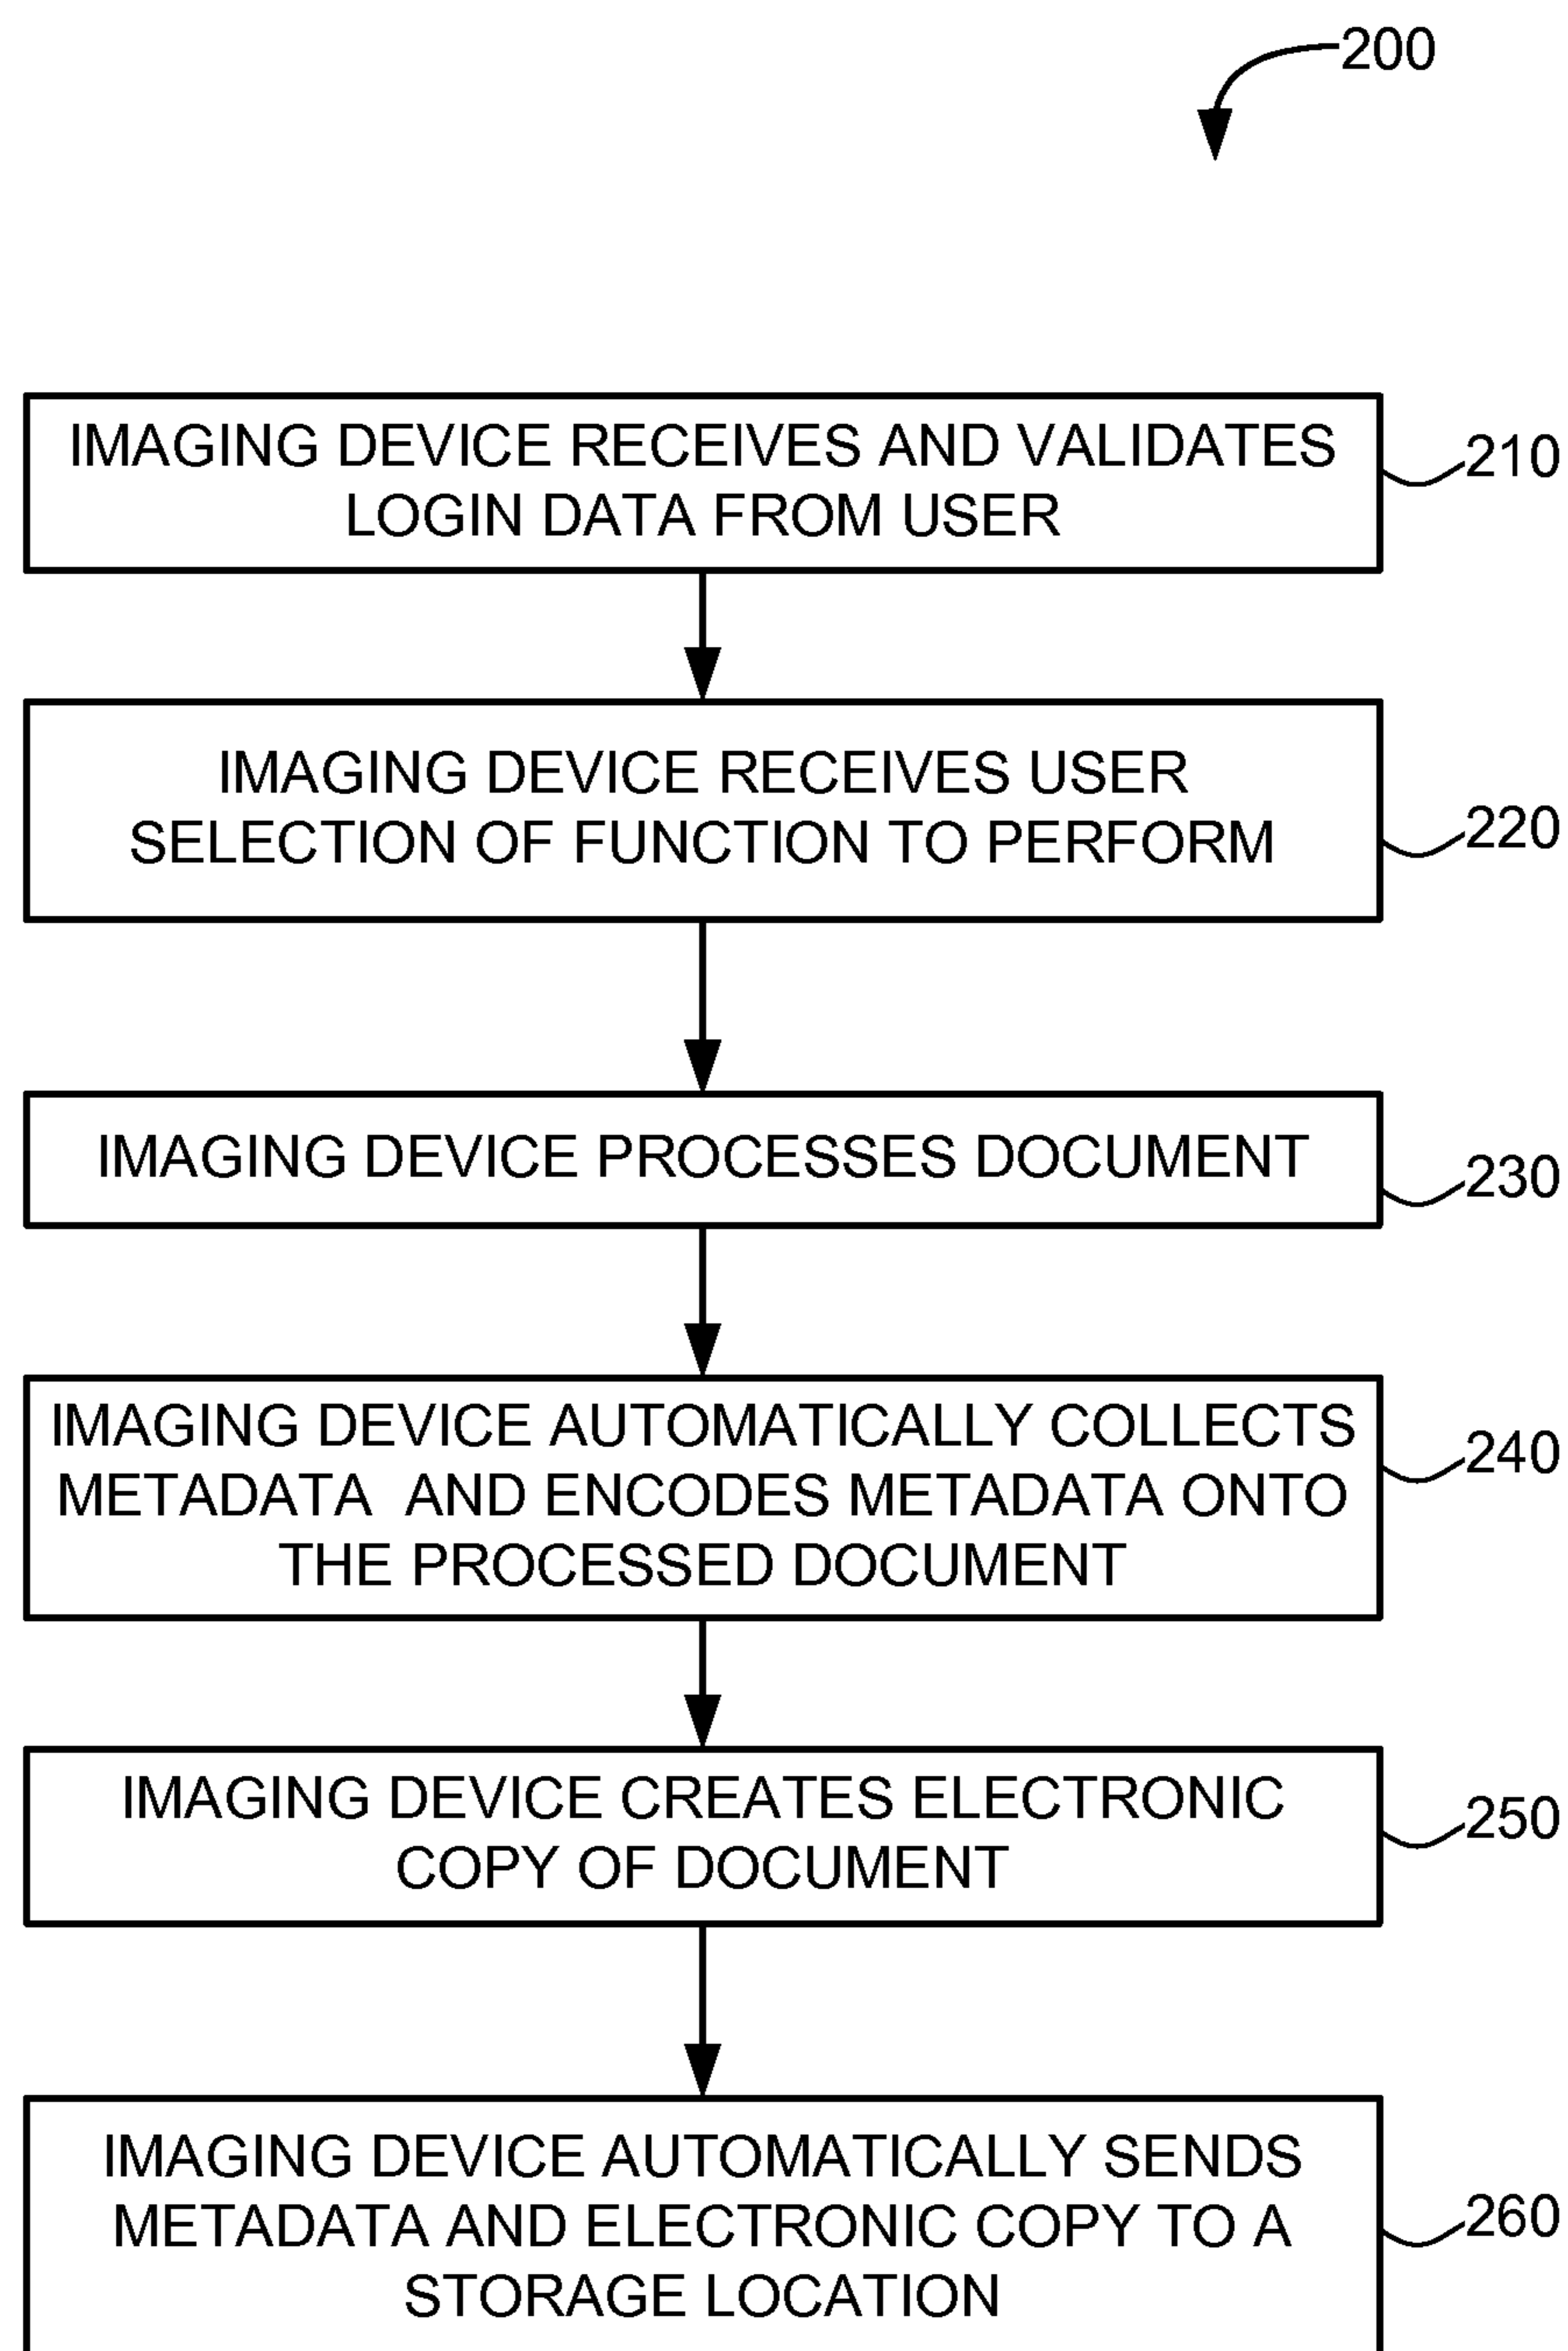 200
IMAGING DEVICE RECEIVES AND VALIDATES
LOGIN DATA FROM USER
210
IMAGING DEVICE RECEIVES USER
SELECTION OF FUNCTION TO PERFORM
220
IMAGING DEVICE PROCESSES DOCUMENT
230
IMAGING DEVICE AUTOMATICALLY COLLECTS
METADATA AND ENCODES METADATA ONTO
THE PROCESSED DOCUMENT
240
IMAGING DEVICE CREATES ELECTRONIC
COPY OF DOCUMENT
250
IMAGING DEVICE AUTOMATICALLY SENDS
METADATA AND ELECTRONIC COPY TO A
STORAGE LOCATION
260